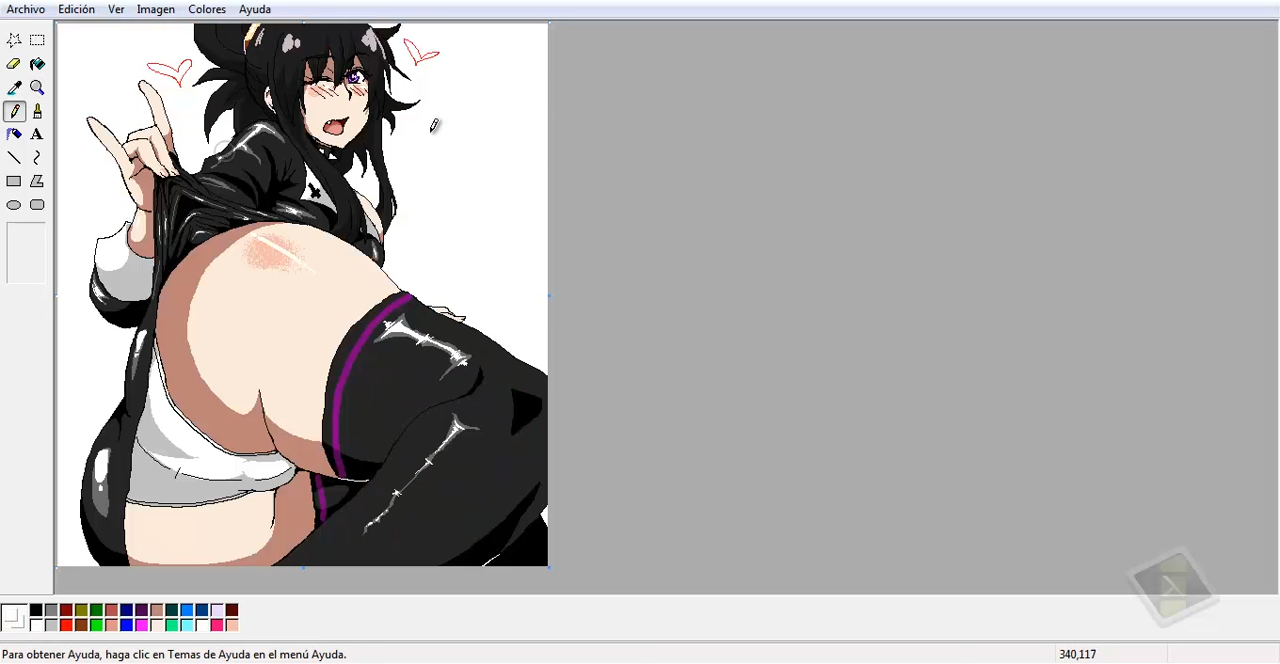 Archivo Edición Ver Imagen Colores Ayuda
A
Para obtener Ayuda, haga clic en Temas de Ayuda en el menú Ayuda. 340,117
X